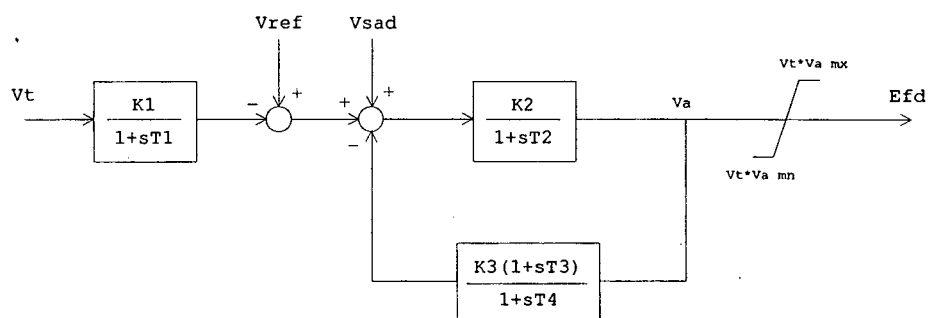 Vref
Vsad
Vt*Va mx
Vt
K1
1+sT1
−
+
+
+
−
K2
1+sT2
Va
Efd
Vt*Va mn
K3(1+sT3)
1+sT4